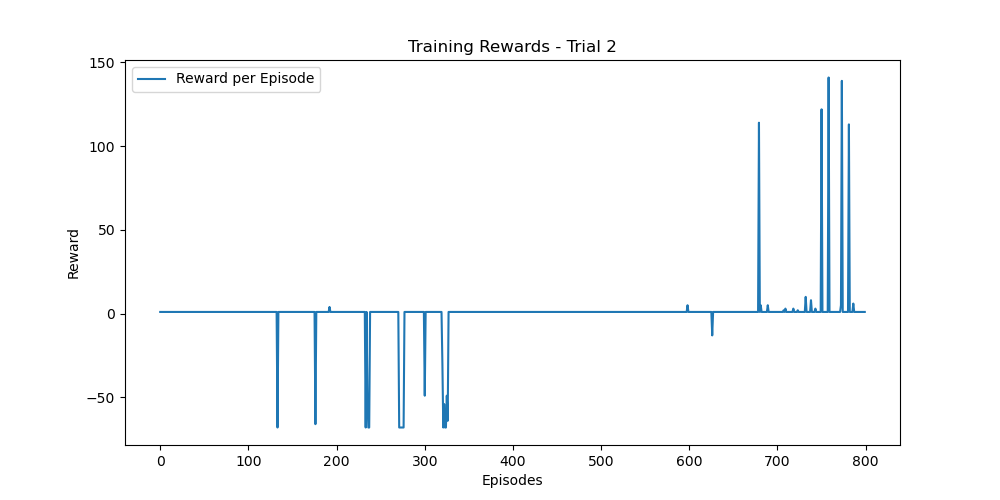 Training Rewards - Trial 2
Reward per Episode
150
100
50
0
−50
Reward
0 100 200 300 400 500 600 700 800
Episodes